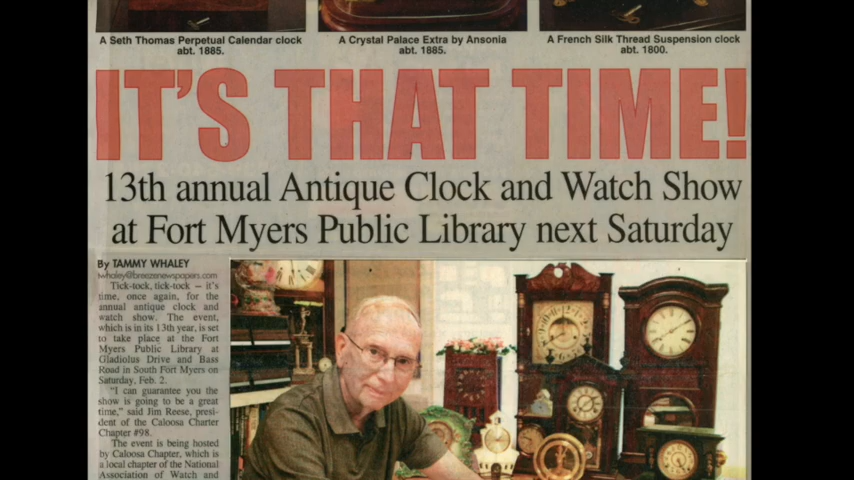 A Seth Thomas Perpetual Calendar clock
abt. 1885.
A Crystal Palace Extra by Ansonia
abt. 1885.
A French Silk Thread Suspension clock
abt. 1800.
IT'S THAT TIME!
13th annual Antique Clock and Watch Show
at Fort Myers Public Library next Saturday
By TAMMY WHALEY
twhaley@breezenewspapers.com
Tick-tock, tick-tock — it's
time, once again, for the
annual antique clock and
watch show. The event,
which is in its 13th year, is set
to take place at the Fort
Myers Public Library at
Gladiolus Drive and Bass
Road in South Fort Myers on
Saturday, Feb. 2.
"I can guarantee you the
show is going to be a great
time," said Jim Reese, presi-
dent of the Caloosa Charter
Chapter #98.
The event is being hosted
by Caloosa Chapter, which is
a local chapter of the National
Association of Watch and